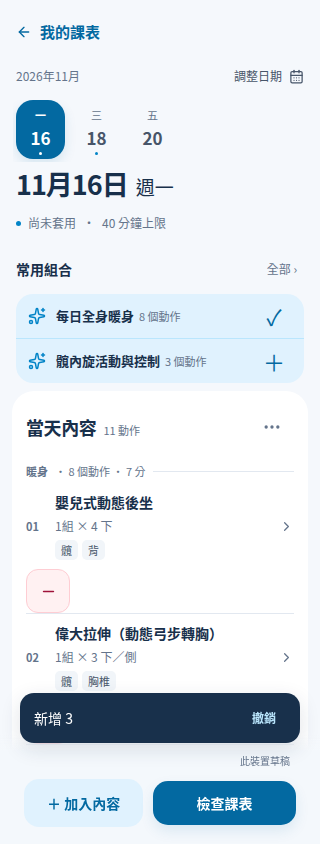 ← 我的課表
2026年11月 調整日期
一 三 五
16 18 20
11月16日 週一
尚未套用 · 40 分鐘上限
常用組合 全部 ›
每日全身暖身 8 個動作
髖內旋活動與控制 3 個動作
當天內容 11 動作
暖身 · 8 個動作 · 7 分
嬰兒式動態後坐
01 1組 × 4 下
髖 背
偉大拉伸（動態弓步轉胸）
02 1組 × 3 下／側
髖 胸椎
新增 3 撤銷
此裝置草稿
＋加入內容 檢查課表